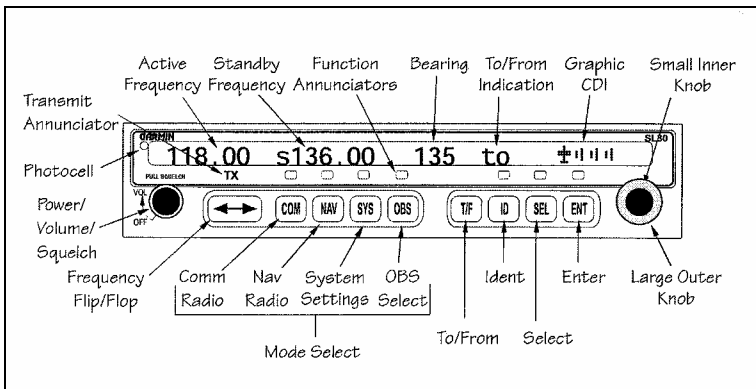 Active Frequency
Standby Frequency
Function Annunciators
Bearing
To/From Indication
Graphic CDI
Small Inner Knob
Transmit Annunciator
Photocell
Power/ Volume/ Squeich
GARMIN
SL30
118.00 s136.00 135 to
PULL SQUELCH
TX
VOL
OFF
COM NAV SYS OBS T/F ID SEL ENT
Frequency Flip/Flop
Comm Radio
Nav Radio
System Settings
OBS Select
Ident
Enter
Large Outer Knob
Mode Select
To/From
Select